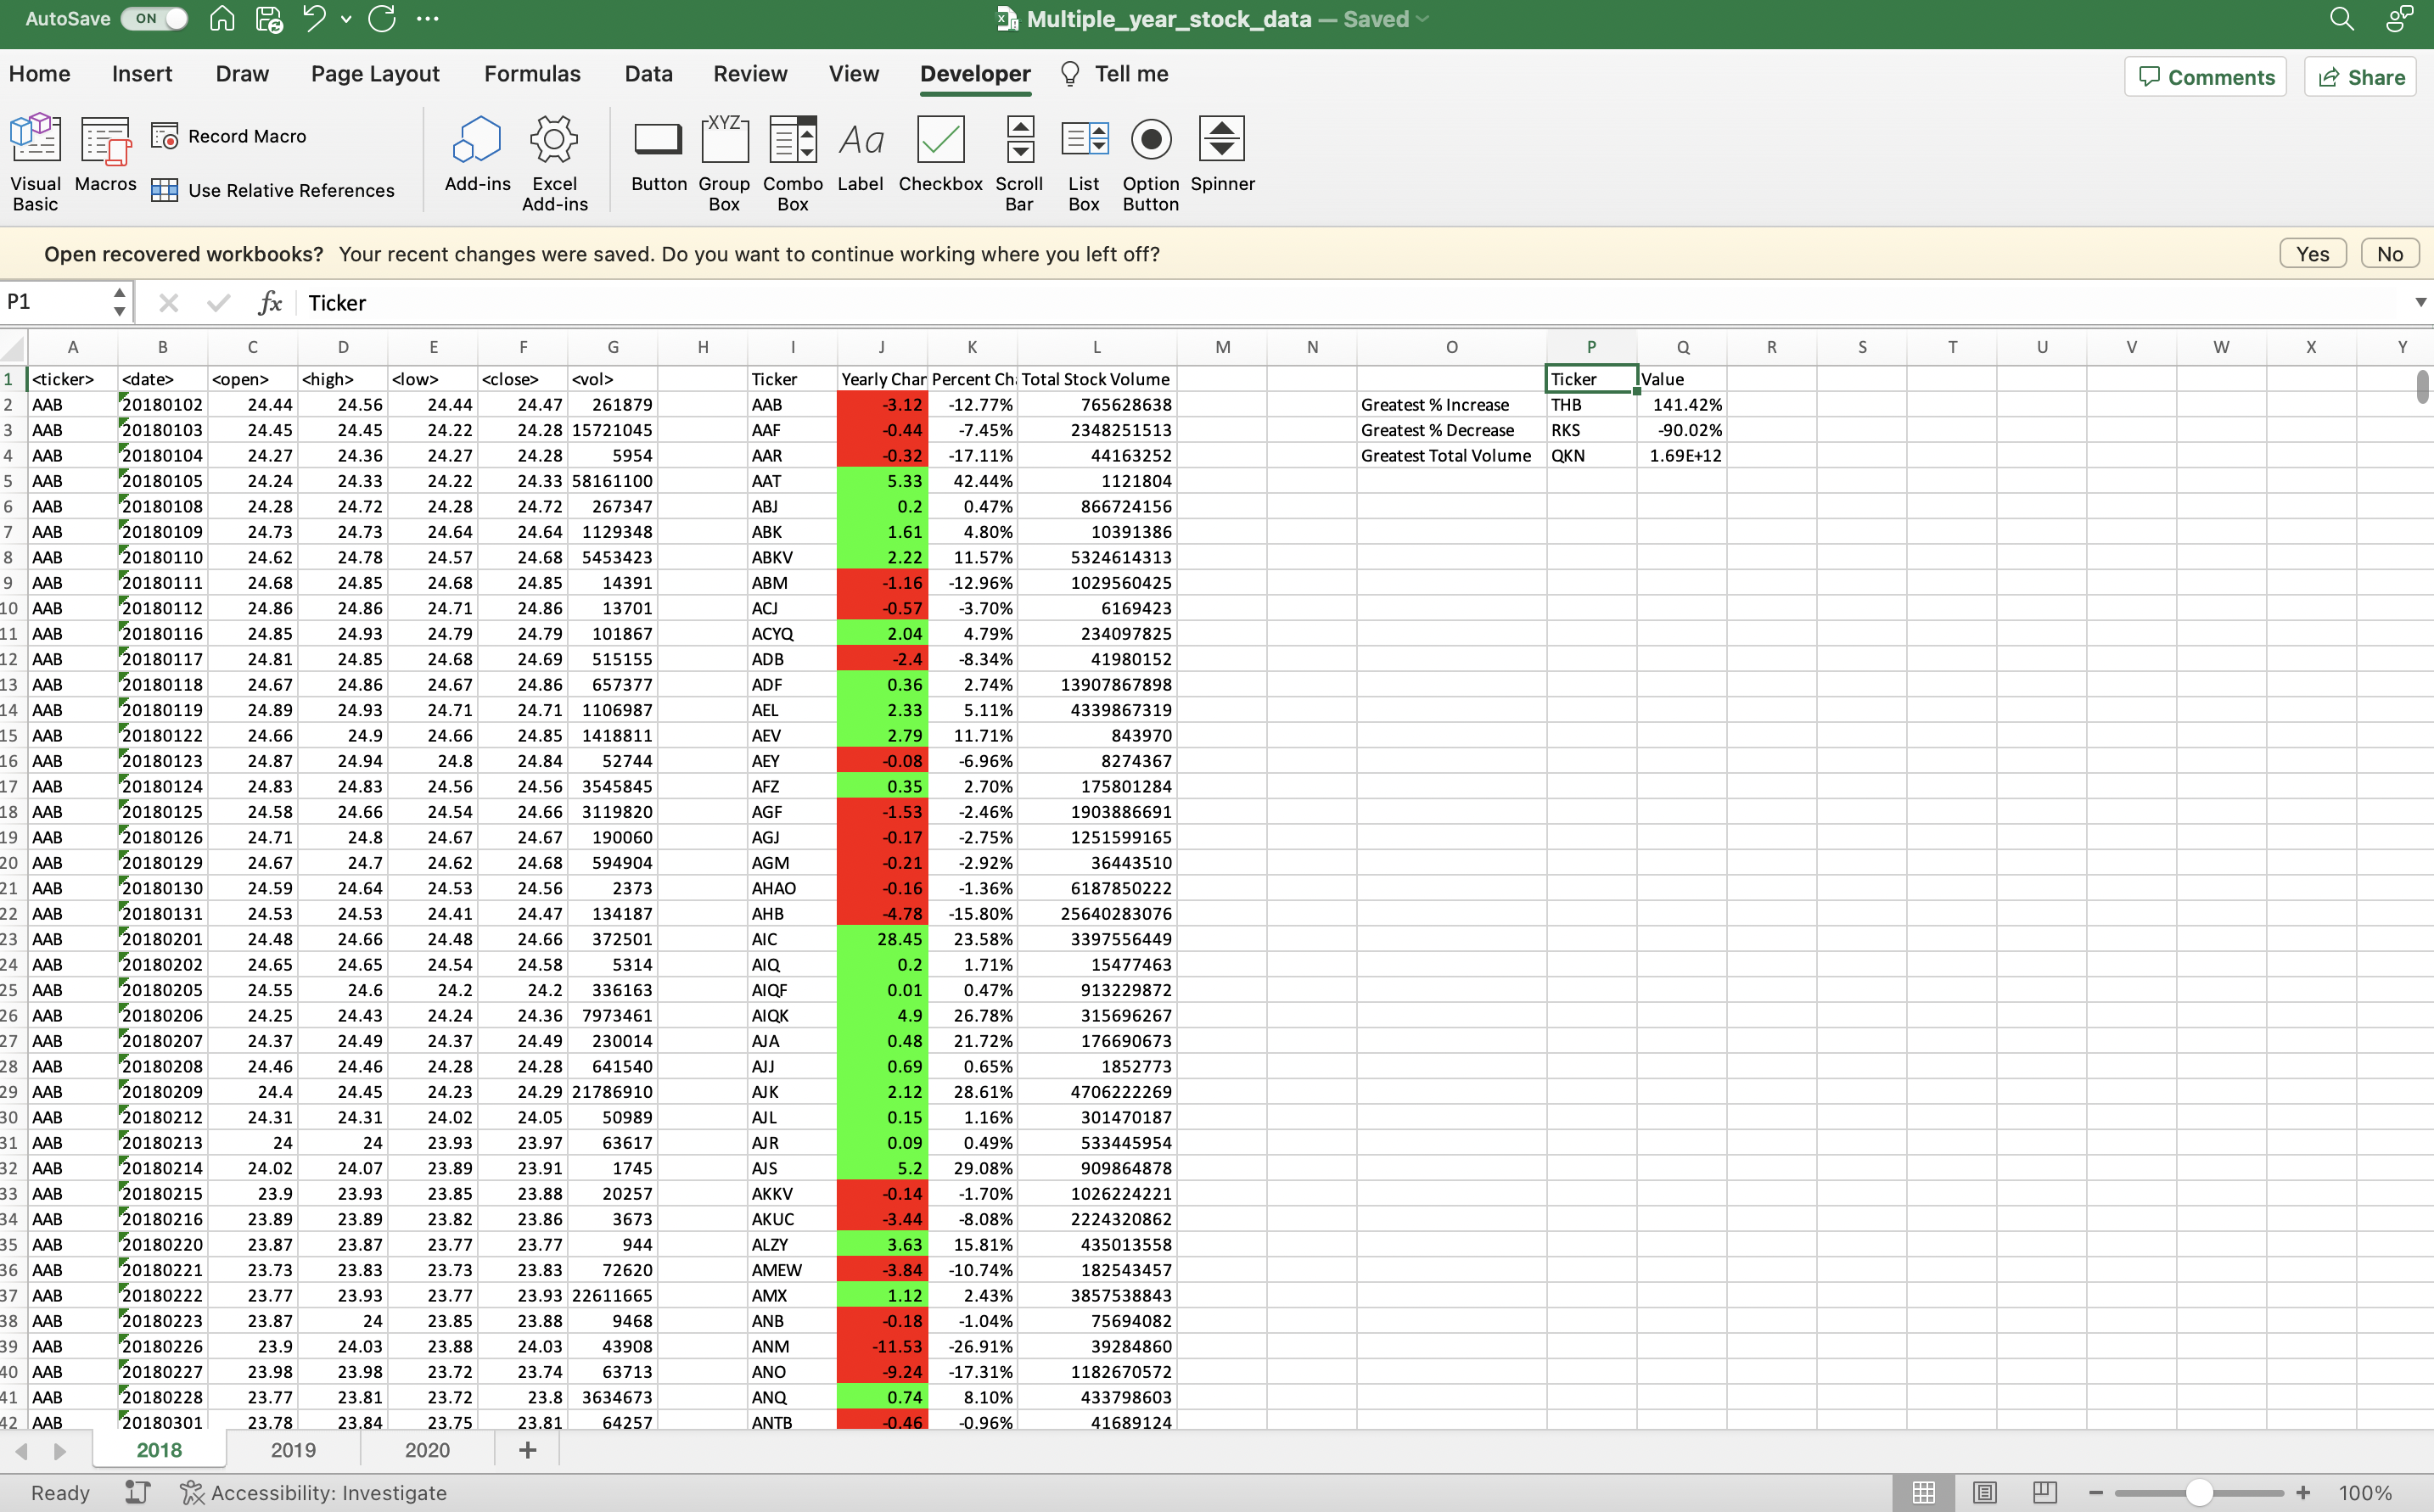 AutoSave ON Multiple_year_stock_data — Saved
Home Insert Draw Page Layout Formulas Data Review View Developer Tell me Comments Share
Visual Basic Macros Record Macro Use Relative References Add-ins Excel Add-ins Button Group Box Combo Box Label Checkbox Scroll Bar List Box Option Button Spinner
Open recovered workbooks? Your recent changes were saved. Do you want to continue working where you left off? Yes No
P1 fx Ticker
A B C D E F G H I J K L M N O P Q R S T U V W X Y
1 <ticker> <date> <open> <high> <low> <close> <vol> Ticker Yearly Char Percent Ch Total Stock Volume Ticker Value
2 AAB 20180102 24.44 24.56 24.44 24.47 261879 AAB -3.12 -12.77% 765628638 Greatest % Increase THB 141.42%
3 AAB 20180103 24.45 24.45 24.22 24.28 15721045 AAF -0.44 -7.45% 2348251513 Greatest % Decrease RKS -90.02%
4 AAB 20180104 24.27 24.36 24.27 24.28 5954 AAR -0.32 -17.11% 44163252 Greatest Total Volume QKN 1.69E+12
5 AAB 20180105 24.24 24.33 24.22 24.33 58161100 AAT 5.33 42.44% 1121804
6 AAB 20180108 24.28 24.72 24.28 24.72 267347 ABJ 0.2 0.47% 866724156
7 AAB 20180109 24.73 24.73 24.64 24.64 1129348 ABK 1.61 4.80% 10391386
8 AAB 20180110 24.62 24.78 24.57 24.68 5453423 ABKV 2.22 11.57% 5324614313
9 AAB 20180111 24.68 24.85 24.68 24.85 14391 ABM -1.16 -12.96% 1029560425
10 AAB 20180112 24.86 24.86 24.71 24.86 13701 ACJ -0.57 -3.70% 6169423
11 AAB 20180116 24.85 24.93 24.79 24.79 101867 ACYQ 2.04 4.79% 234097825
12 AAB 20180117 24.81 24.85 24.68 24.69 515155 ADB -2.4 -8.34% 41980152
13 AAB 20180118 24.67 24.86 24.67 24.86 657377 ADF 0.36 2.74% 13907867898
14 AAB 20180119 24.89 24.93 24.71 24.71 1106987 AEL 2.33 5.11% 4339867319
15 AAB 20180122 24.66 24.9 24.66 24.85 1418811 AEV 2.79 11.71% 843970
16 AAB 20180123 24.87 24.94 24.8 24.84 52744 AEY -0.08 -6.96% 8274367
17 AAB 20180124 24.83 24.83 24.56 24.56 3545845 AFZ 0.35 2.70% 175801284
18 AAB 20180125 24.58 24.66 24.54 24.66 3119820 AGF -1.53 -2.46% 1903886691
19 AAB 20180126 24.71 24.8 24.67 24.67 190060 AGJ -0.17 -2.75% 1251599165
20 AAB 20180129 24.67 24.7 24.62 24.68 594904 AGM -0.21 -2.92% 36443510
21 AAB 20180130 24.59 24.64 24.53 24.56 2373 AHAO -0.16 -1.36% 6187850222
22 AAB 20180131 24.53 24.53 24.41 24.47 134187 AHB -4.78 -15.80% 25640283076
23 AAB 20180201 24.48 24.66 24.48 24.66 372501 AIC 28.45 23.58% 3397556449
24 AAB 20180202 24.65 24.65 24.54 24.58 5314 AIQ 0.2 1.71% 15477463
25 AAB 20180205 24.55 24.6 24.2 24.2 336163 AIQF 0.01 0.47% 913229872
26 AAB 20180206 24.25 24.43 24.24 24.36 7973461 AIQK 4.9 26.78% 315696267
27 AAB 20180207 24.37 24.49 24.37 24.49 230014 AJA 0.48 21.72% 176690673
28 AAB 20180208 24.46 24.46 24.28 24.28 641540 AJJ 0.69 0.65% 1852773
29 AAB 20180209 24.4 24.45 24.23 24.29 21786910 AJK 2.12 28.61% 4706222269
30 AAB 20180212 24.31 24.31 24.02 24.05 50989 AJL 0.15 1.16% 301470187
31 AAB 20180213 24 24 23.93 23.97 63617 AJR 0.09 0.49% 533445954
32 AAB 20180214 24.02 24.07 23.89 23.91 1745 AJS 5.2 29.08% 909864878
33 AAB 20180215 23.9 23.93 23.85 23.88 20257 AKKV -0.14 -1.70% 1026224221
34 AAB 20180216 23.89 23.89 23.82 23.86 3673 AKUC -3.44 -8.08% 2224320862
35 AAB 20180220 23.87 23.87 23.77 23.77 944 ALZY 3.63 15.81% 435013558
36 AAB 20180221 23.73 23.83 23.73 23.83 72620 AMEW -3.84 -10.74% 182543457
37 AAB 20180222 23.77 23.93 23.77 23.93 22611665 AMX 1.12 2.43% 3857538843
38 AAB 20180223 23.87 24 23.85 23.88 9468 ANB -0.18 -1.04% 75694082
39 AAB 20180226 23.9 24.03 23.88 24.03 43908 ANM -11.53 -26.91% 39284860
40 AAB 20180227 23.98 23.98 23.72 23.74 63713 ANO -9.24 -17.31% 1182670572
41 AAB 20180228 23.77 23.81 23.72 23.8 3634673 ANQ 0.74 8.10% 433798603
42 AAB 20180301 23.78 23.84 23.75 23.81 64257 ANTB -0.46 -0.96% 41689124
2018 2019 2020 +
Ready Accessibility: Investigate 100%